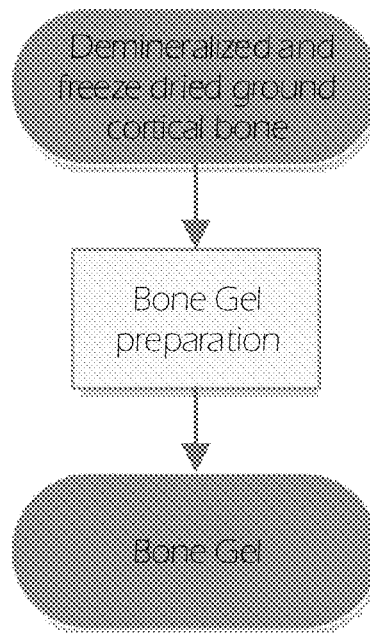 Demineralized and
freeze dried ground
cortical bone
Bone Gel
preparation
Bone Gel